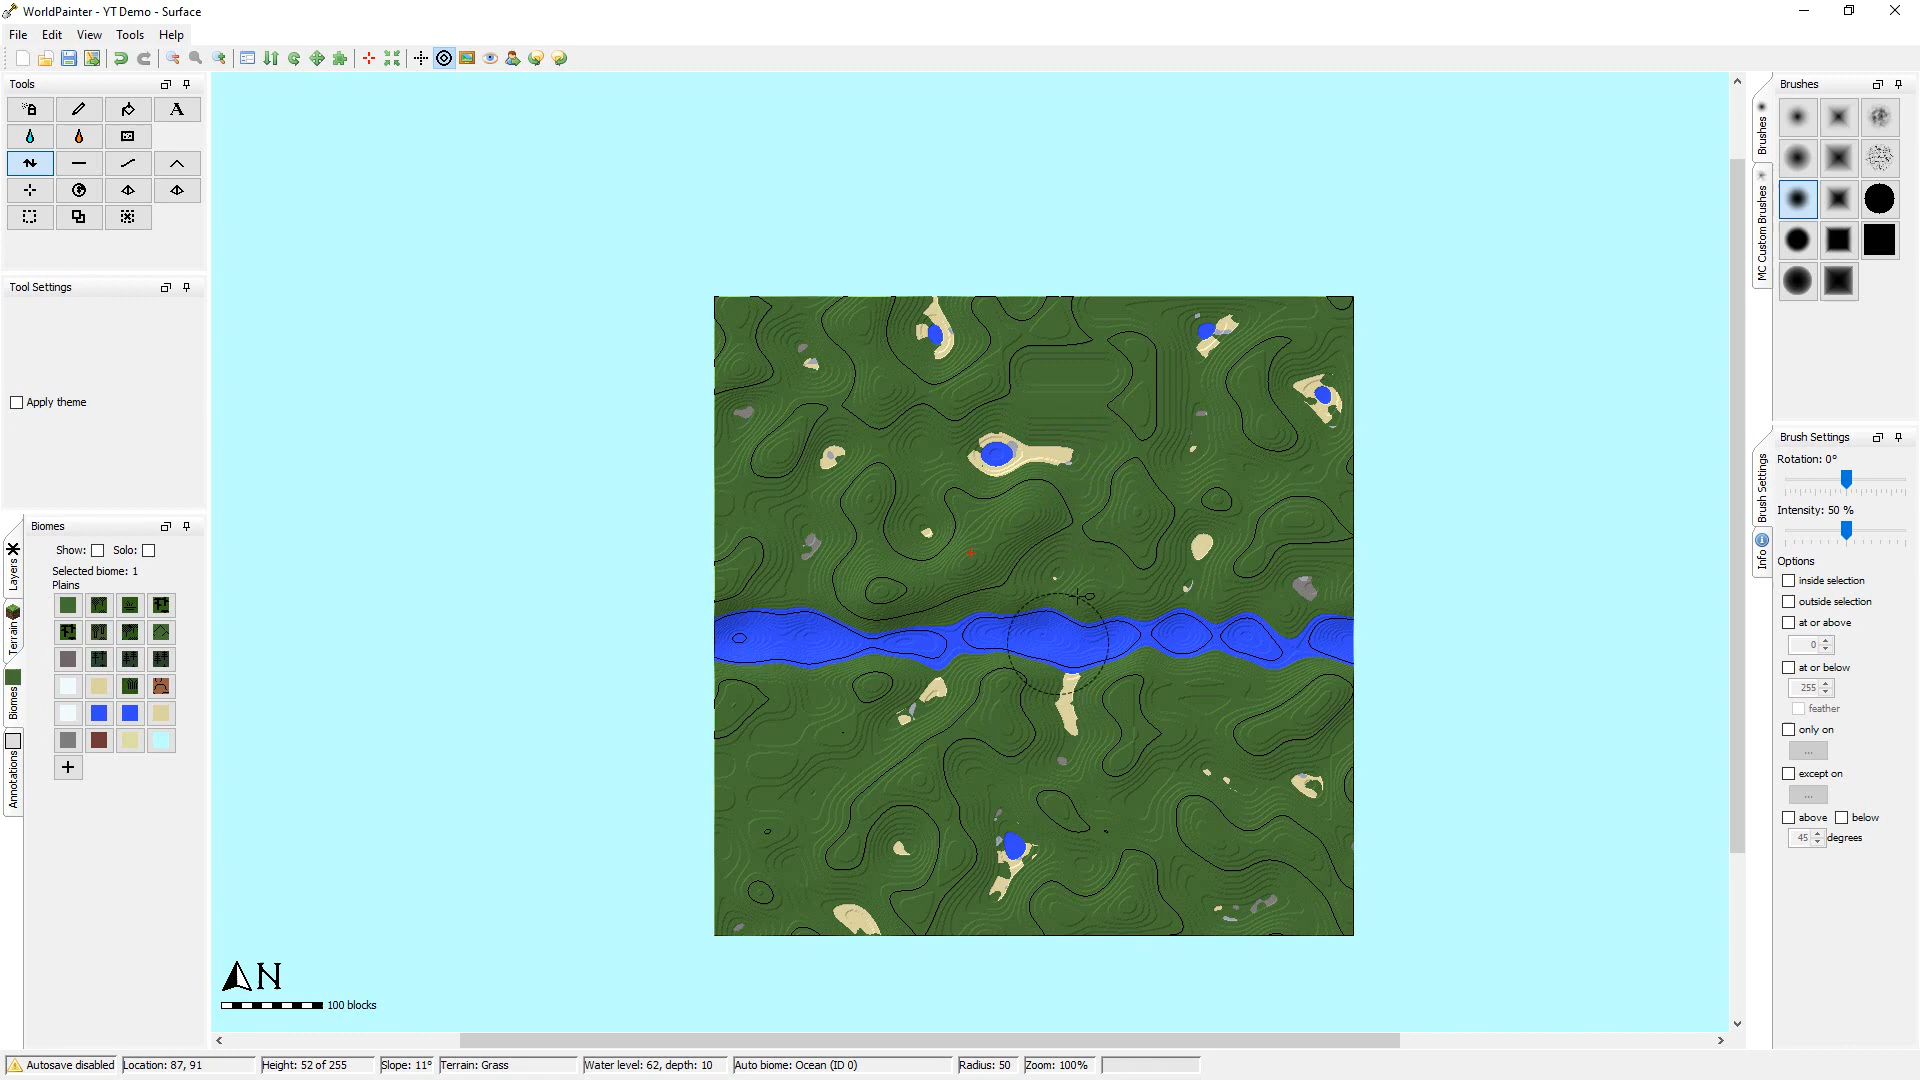 WorldPainter - YT Demo - Surface
File Edit View Tools Help
Tools
A
Tool Settings
Apply theme
Biomes
Show: Solo:
Selected biome: 1
Plains
Layers
Terrain
Biomes
Annotations
N
100 blocks
Brushes
Brushes
MC Custom Brushes
Brush Settings
Brush Settings
Info
Rotation: 0°
Intensity: 50 %
Options
inside selection
outside selection
at or above
0
at or below
255
feather
only on
...
except on
...
above below
45 degrees
Autosave disabled Location: 87, 91 Height: 52 of 255 Slope: 11° Terrain: Grass Water level: 62, depth: 10 Auto biome: Ocean (ID 0) Radius: 50 Zoom: 100%